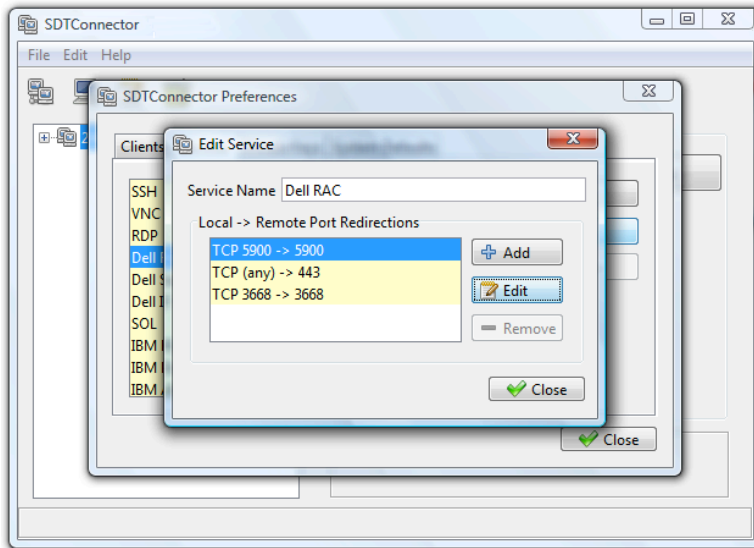 SDTConnector
File Edit Help
SDTConnector Preferences
Clients
Edit Service
Service Name Dell RAC
Local -> Remote Port Redirections
TCP 5900 -> 5900
TCP (any) -> 443
TCP 3668 -> 3668
Add
Edit
Remove
Close
SSH
VNC
RDP
Dell
Dell
Dell
SOL
IBM
IBM
IBM
Close